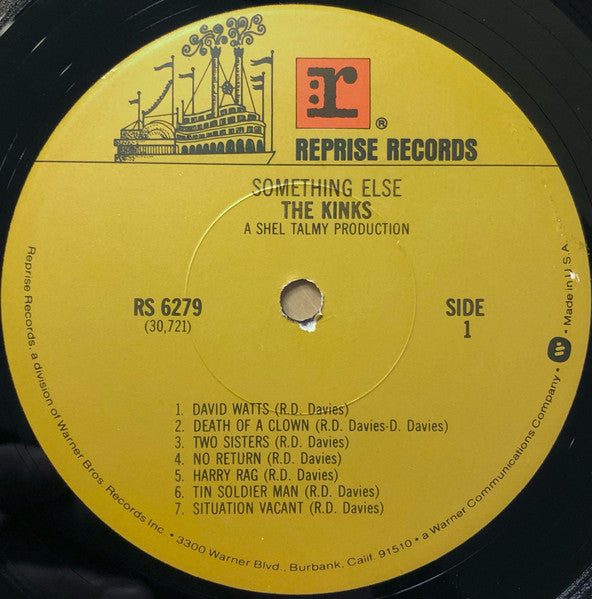 r
®
REPRISE RECORDS
SOMETHING ELSE
THE KINKS
A SHEL TALMY PRODUCTION
RS 6279
(30,721)
SIDE
1
1. DAVID WATTS (R.D. Davies)
2. DEATH OF A CLOWN (R.D. Davies-D. Davies)
3. TWO SISTERS (R.D. Davies)
4. NO RETURN (R.D. Davies)
5. HARRY RAG (R.D. Davies)
6. TIN SOLDIER MAN (R.D. Davies)
7. SITUATION VACANT (R.D. Davies)
Reprise Records, a division of Warner Bros. Records Inc. • 3300 Warner Blvd., Burbank, Calif. 91510 • a Warner Communications Company • Made in U.S.A.